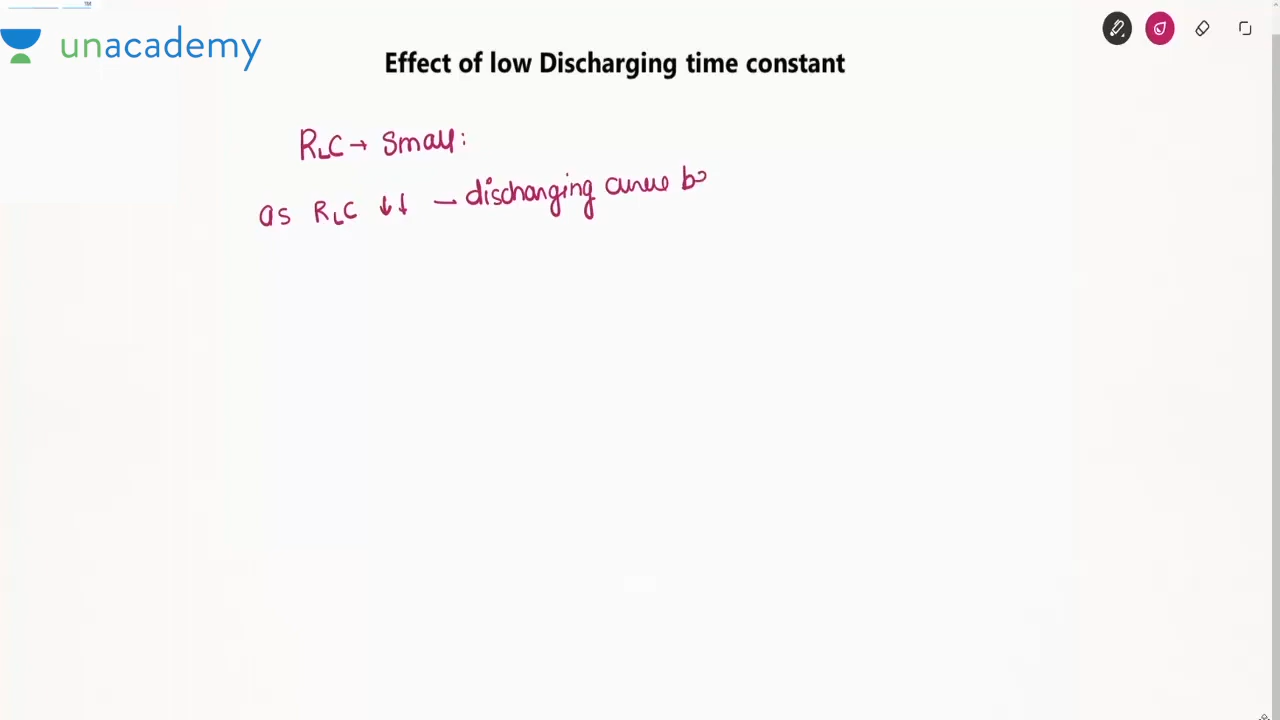 unacademy
Effect of low Discharging time constant
RLC → Small:
as RLC ↓↓ — discharging curve